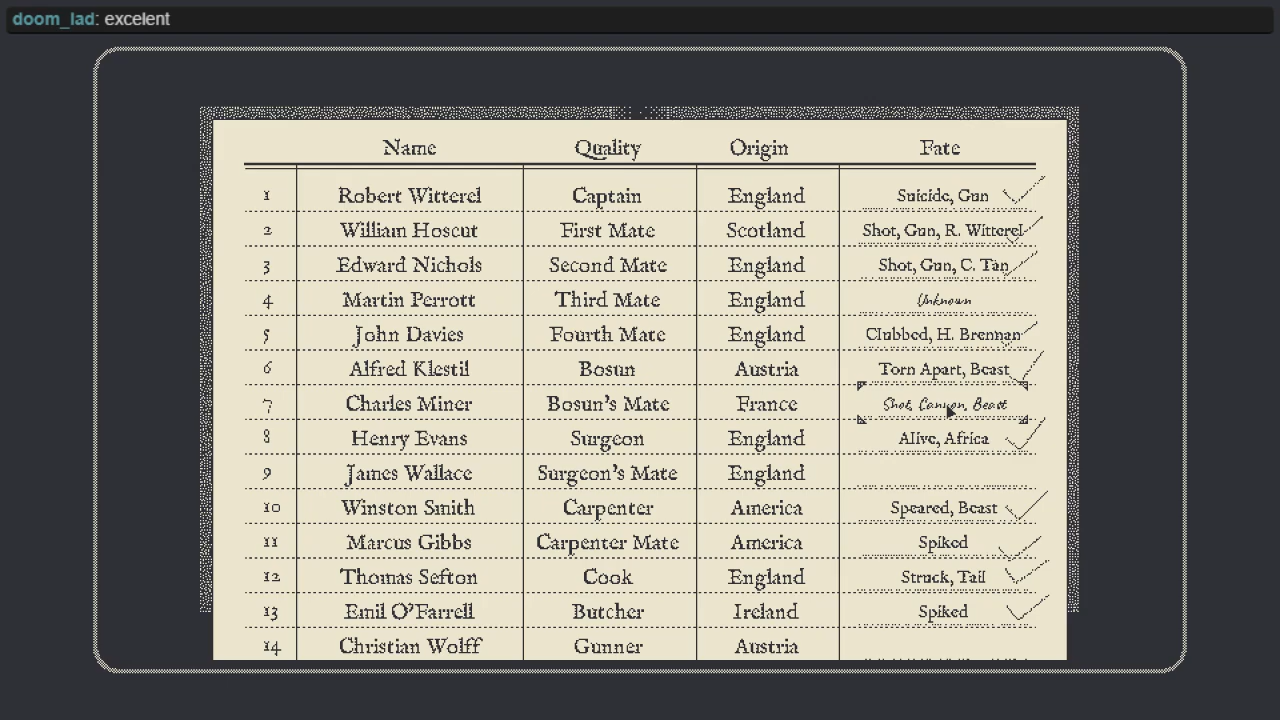 doom_lad: excelent
Name Quality Origin Fate
1 Robert Witterel Captain England Suicide, Gun
2 William Hoscut First Mate Scotland Shot, Gun, R. Witterel
3 Edward Nichols Second Mate England Shot, Gun, C. Tan
4 Martin Perrott Third Mate England Unknown
5 John Davies Fourth Mate England Clubbed, H. Brennan
6 Alfred Klestil Bosun Austria Torn Apart, Beast
7 Charles Miner Bosun's Mate France Shot, Cannon, Beast
8 Henry Evans Surgeon England Alive, Africa
9 James Wallace Surgeon's Mate England
10 Winston Smith Carpenter America Speared, Beast
11 Marcus Gibbs Carpenter Mate America Spiked
12 Thomas Sefton Cook England Struck, Tail
13 Emil O'Farrell Butcher Ireland Spiked
14 Christian Wolff Gunner Austria